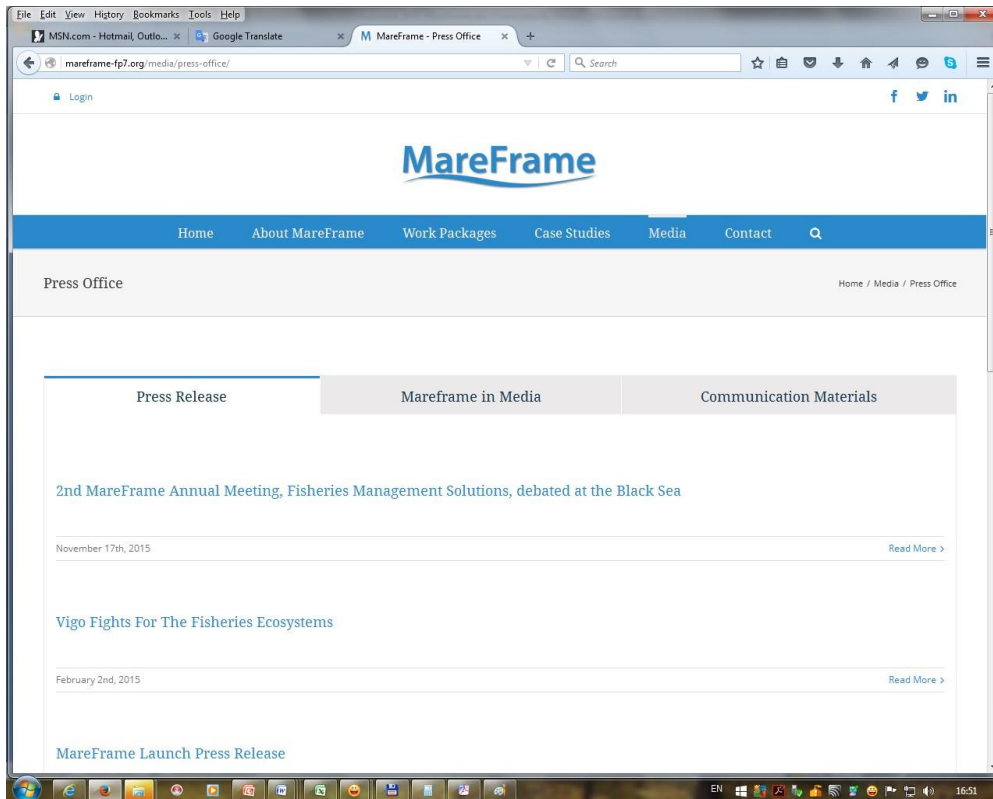 File Edit View History Bookmarks Tools Help
MSN.com - Hotmail, Outlo... Google Translate MareFrame - Press Office
mareframe-fp7.org/media/press-office/ Search
Login
MareFrame
Home About MareFrame Work Packages Case Studies Media Contact
Press Office Home / Media / Press Office
Press Release Mareframe in Media Communication Materials
2nd MareFrame Annual Meeting, Fisheries Management Solutions, debated at the Black Sea
November 17th, 2015 Read More >
Vigo Fights For The Fisheries Ecosystems
February 2nd, 2015 Read More >
MareFrame Launch Press Release
EN 16:51